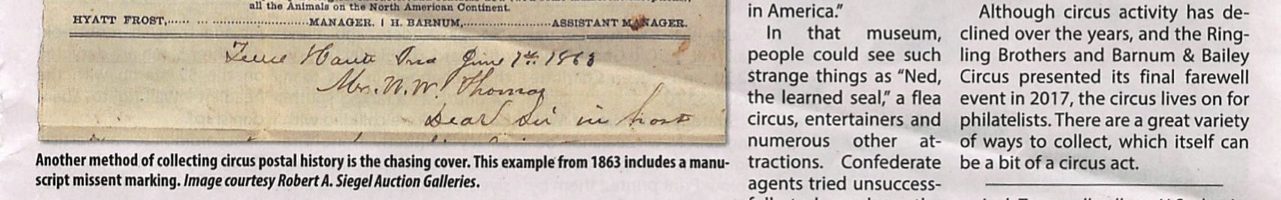 all the Animals on the North American Continent.
HYATT FROST,...... MANAGER. | H. BARNUM, ...... ASSISTANT MANAGER.
Terre Haute Ind June 1st 1863
Mr. N. W. Thomas
Dear Sir in
Another method of collecting circus postal history is the chasing cover. This example from 1863 includes a manu-
script missent marking. Image courtesy Robert A. Siegel Auction Galleries.
in America.”
In that museum,
people could see such
strange things as “Ned,
the learned seal,” a flea
circus, entertainers and
numerous other at-
tractions. Confederate
agents tried unsuccess-
Although circus activity has de-
clined over the years, and the Ring-
ling Brothers and Barnum & Bailey
Circus presented its final farewell
event in 2017, the circus lives on for
philatelists. There are a great variety
of ways to collect, which itself can
be a bit of a circus act.